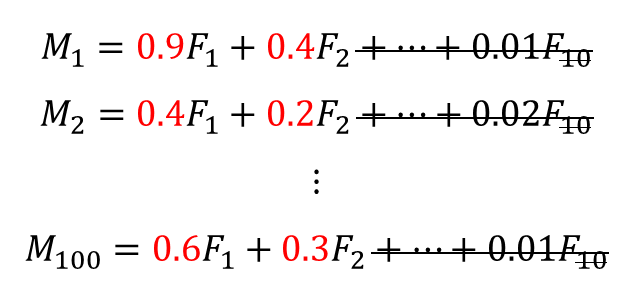 M₁ = 0.9F₁ + 0.4F₂ + ⋯ + 0.01F₁₀
M₂ = 0.4F₁ + 0.2F₂ + ⋯ + 0.02F₁₀
⋮
M₁₀₀ = 0.6F₁ + 0.3F₂ + ⋯ + 0.01F₁₀